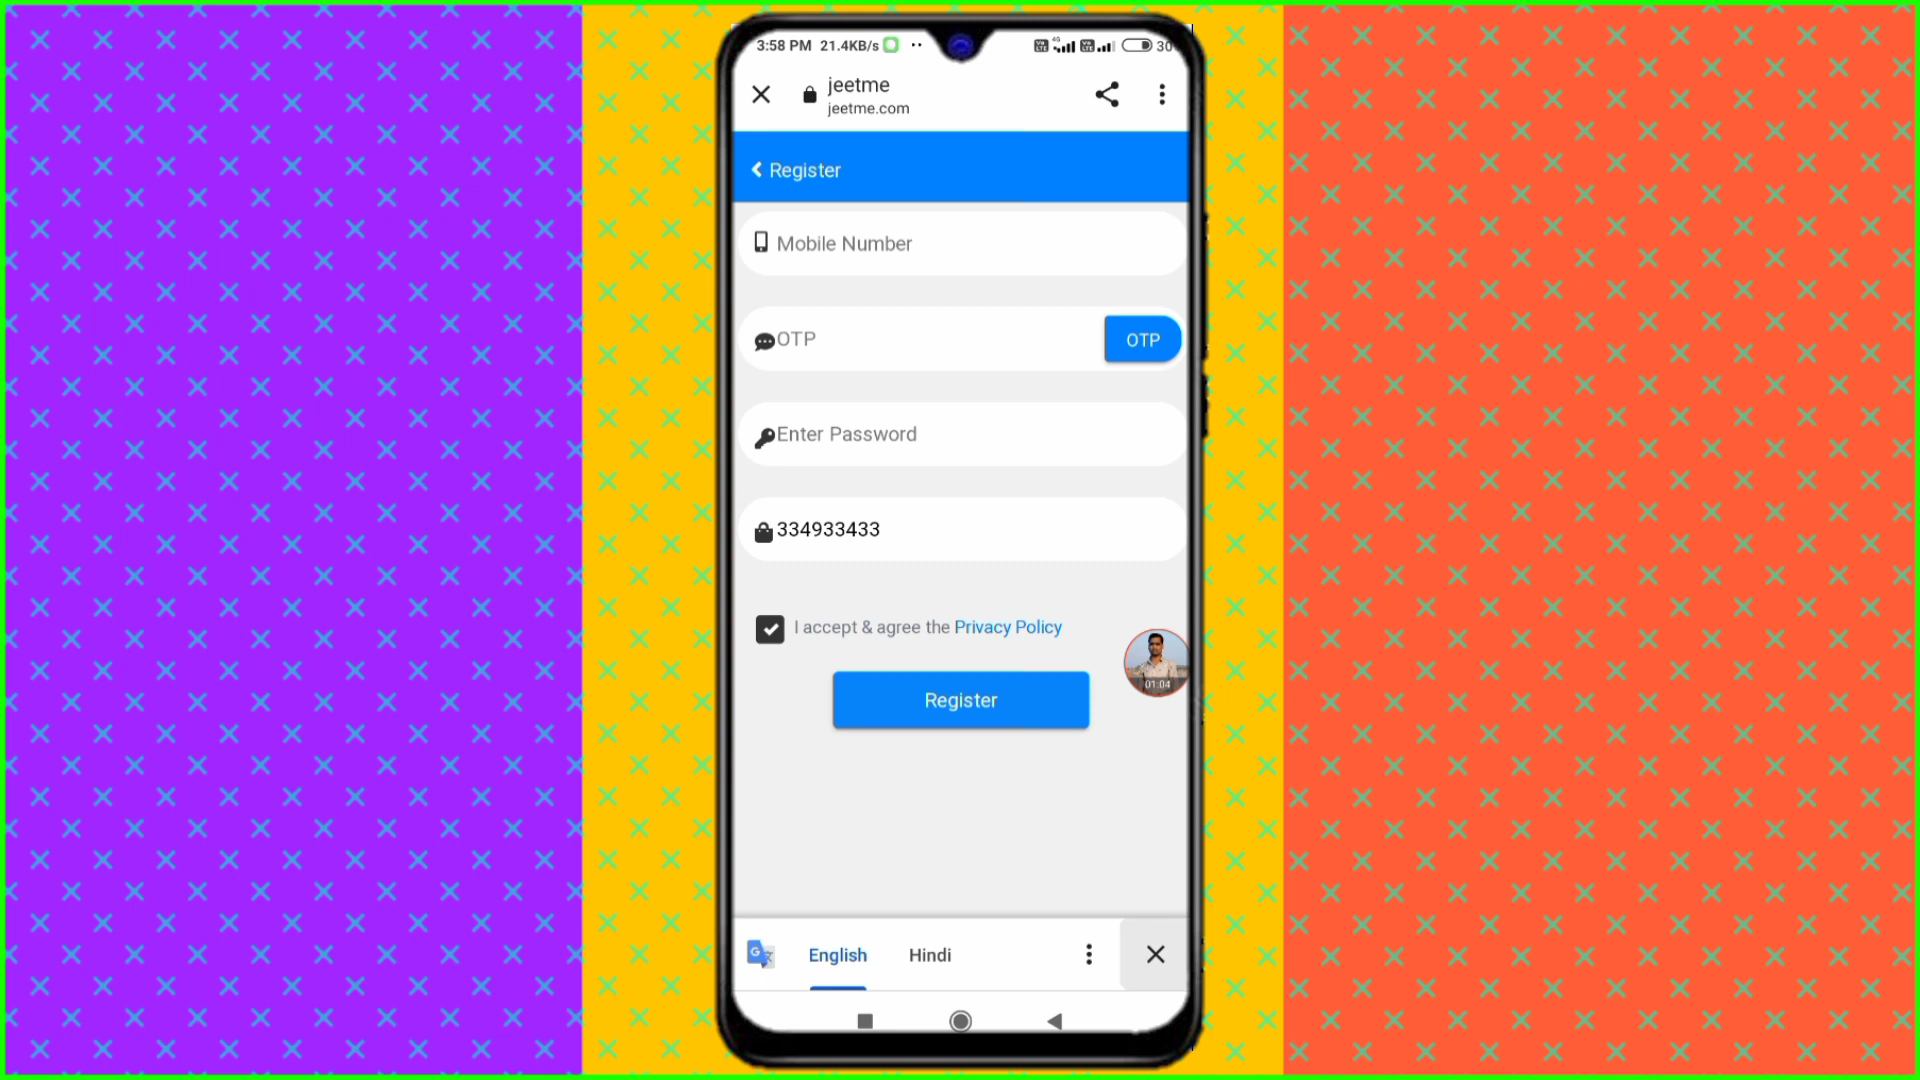 3:58 PM 21.4KB/s
30
jeetme
jeetme.com
Register
Mobile Number
OTP
OTP
Enter Password
334933433
I accept & agree the Privacy Policy
01:04
Register
English Hindi